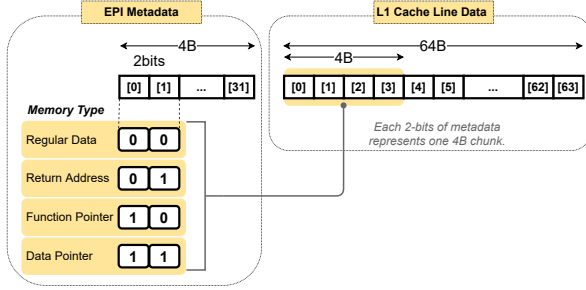 EPI Metadata
4B
2bits
[0] [1] ... [31]
Memory Type
Regular Data 0 0
Return Address 0 1
Function Pointer 1 0
Data Pointer 1 1
L1 Cache Line Data
64B
4B
[0] [1] [2] [3] [4] [5] ... [62] [63]
Each 2-bits of metadata
represents one 4B chunk.